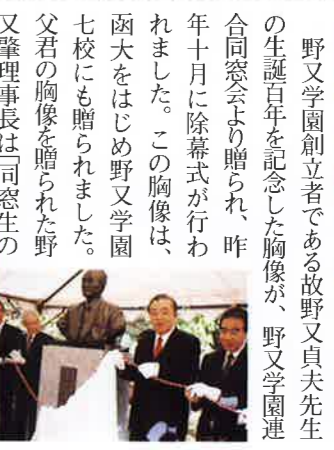 野又学園創立者である故野又貞夫先生
の生誕百年を記念した胸像が、野又学園連
合同窓会より贈られ、昨
年十月に除幕式が行わ
れました。この胸像は、
函大をはじめ野又学園
七校にも贈られました。
父君の胸像を贈られた野
又肇理事長は「同窓生の